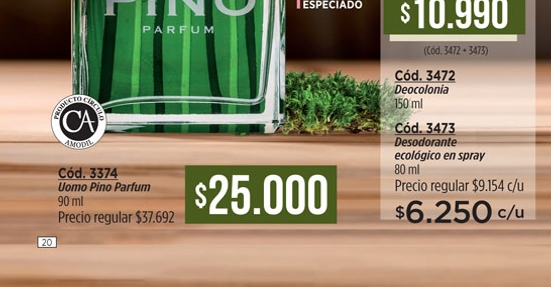 PINO
PARFUM
ESPECIADO
$10.990
(Cód. 3472 + 3473)
Cód. 3472
Deocolonia
150 ml
Cód. 3473
Desodorante
ecológico en spray
80 ml
Precio regular $9.154 c/u
$6.250 c/u
PRODUCTO CÍRCULO
CA
AMODIL
Cód. 3374
Uomo Pino Parfum
90 ml
Precio regular $37.692
$25.000
20